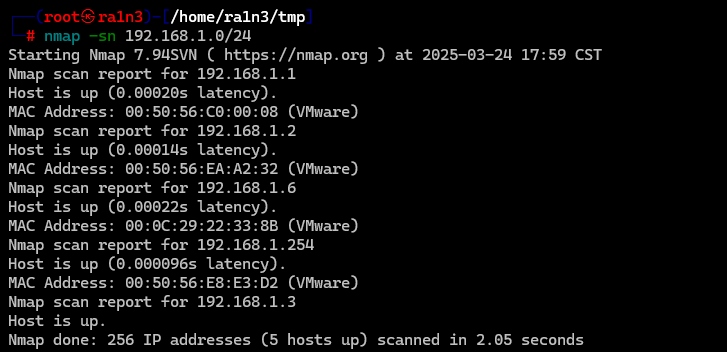 ┌──(root㉿ra1n3)-[/home/ra1n3/tmp]
└─# nmap -sn 192.168.1.0/24
Starting Nmap 7.94SVN ( https://nmap.org ) at 2025-03-24 17:59 CST
Nmap scan report for 192.168.1.1
Host is up (0.00020s latency).
MAC Address: 00:50:56:C0:00:08 (VMware)
Nmap scan report for 192.168.1.2
Host is up (0.00014s latency).
MAC Address: 00:50:56:EA:A2:32 (VMware)
Nmap scan report for 192.168.1.6
Host is up (0.00022s latency).
MAC Address: 00:0C:29:22:33:8B (VMware)
Nmap scan report for 192.168.1.254
Host is up (0.000096s latency).
MAC Address: 00:50:56:E8:E3:D2 (VMware)
Nmap scan report for 192.168.1.3
Host is up.
Nmap done: 256 IP addresses (5 hosts up) scanned in 2.05 seconds